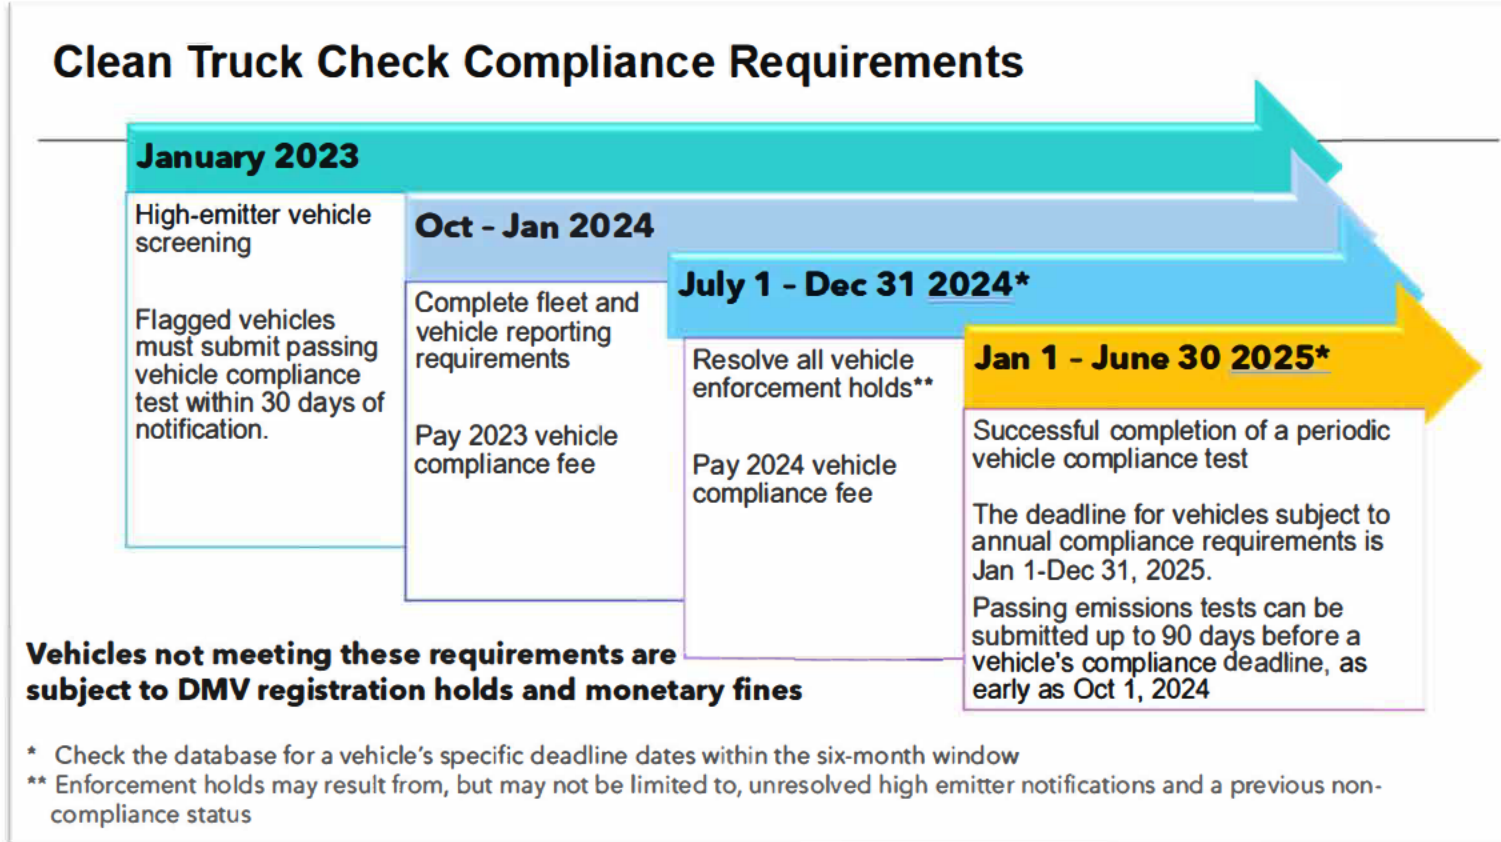 Clean Truck Check Compliance Requirements
January 2023
High-emitter vehicle
screening
Flagged vehicles
must submit passing
vehicle compliance
test within 30 days of
notification.
Oct - Jan 2024
Complete fleet and
vehicle reporting
requirements
Pay 2023 vehicle
compliance fee
July 1 - Dec 31 2024*
Resolve all vehicle
enforcement holds**
Pay 2024 vehicle
compliance fee
Jan 1 - June 30 2025*
Successful completion of a periodic
vehicle compliance test
The deadline for vehicles subject to
annual compliance requirements is
Jan 1-Dec 31, 2025.
Passing emissions tests can be
submitted up to 90 days before a
vehicle's compliance deadline, as
early as Oct 1, 2024
Vehicles not meeting these requirements are
subject to DMV registration holds and monetary fines
* Check the database for a vehicle's specific deadline dates within the six-month window
** Enforcement holds may result from, but may not be limited to, unresolved high emitter notifications and a previous non-
compliance status